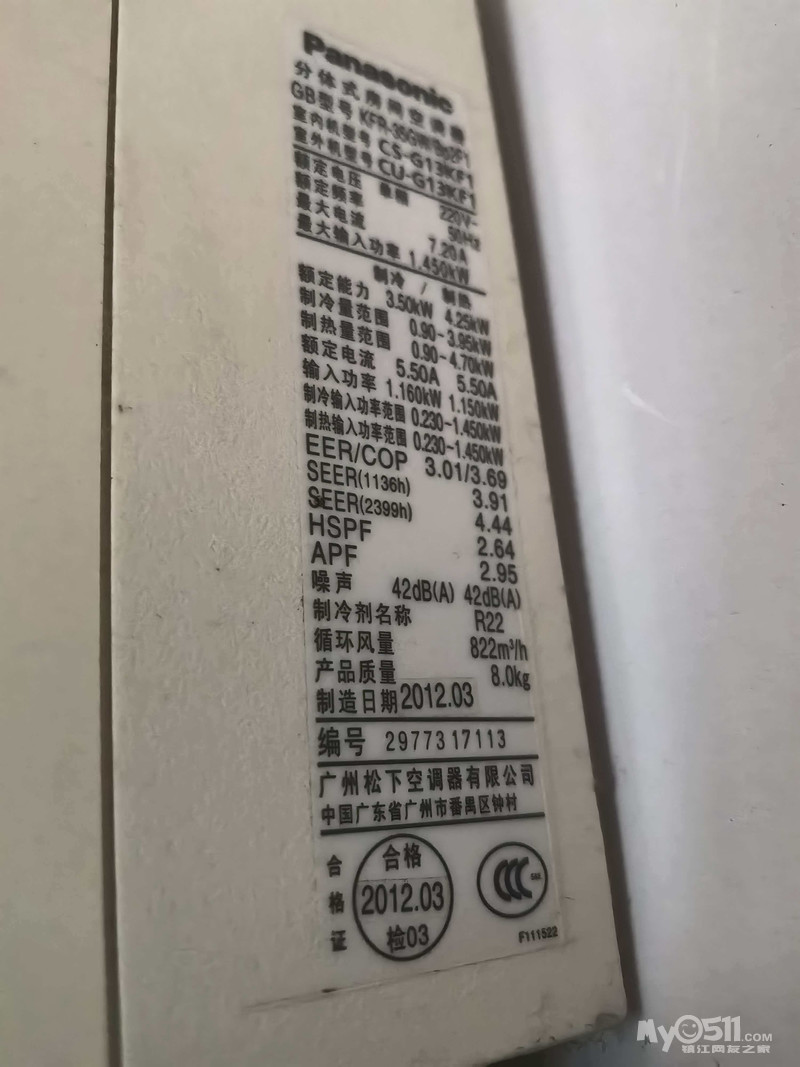 Panasonic
分体式房间空调器
GB型号 KFR-35GW/Bp2F1
室内机型号 CS-G13KF1
室外机型号 CU-G13KF1
额定电压 单相 220V~
额定频率 50Hz
最大电流 7.20A
最大输入功率 1.450kW
制冷 / 制热
额定能力 3.50kW 4.25kW
制冷量范围 0.90-3.95kW
制热量范围 0.90-4.70kW
额定电流 5.50A 5.50A
输入功率 1.160kW 1.150kW
制冷输入功率范围 0.230-1.450kW
制热输入功率范围 0.230-1.450kW
EER/COP 3.01/3.69
SEER(1136h) 3.91
SEER(2399h) 4.44
HSPF 2.64
APF 2.95
噪声 42dB(A) 42dB(A)
制冷剂名称 R22
循环风量 822m³/h
产品质量 8.0kg
制造日期 2012.03
编号 2977317113
广州松下空调器有限公司
中国广东省广州市番禺区钟村
合格证
合格
2012.03
检03
CCC
F111522
My0511.COM
镇江网友之家